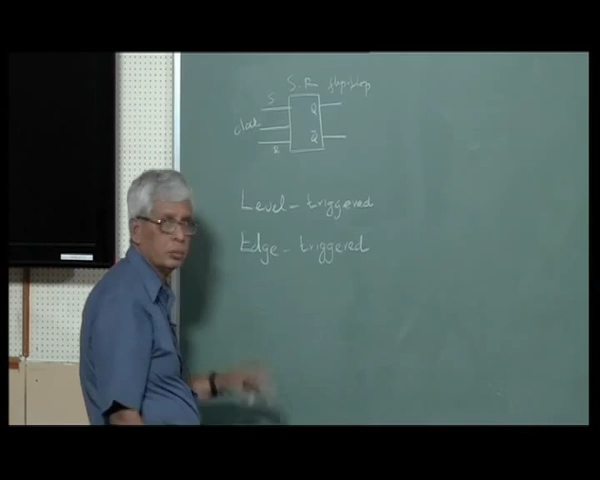 S-R flip-flop
S
Q
clock
R
Q̅
Level - triggered
Edge - triggered